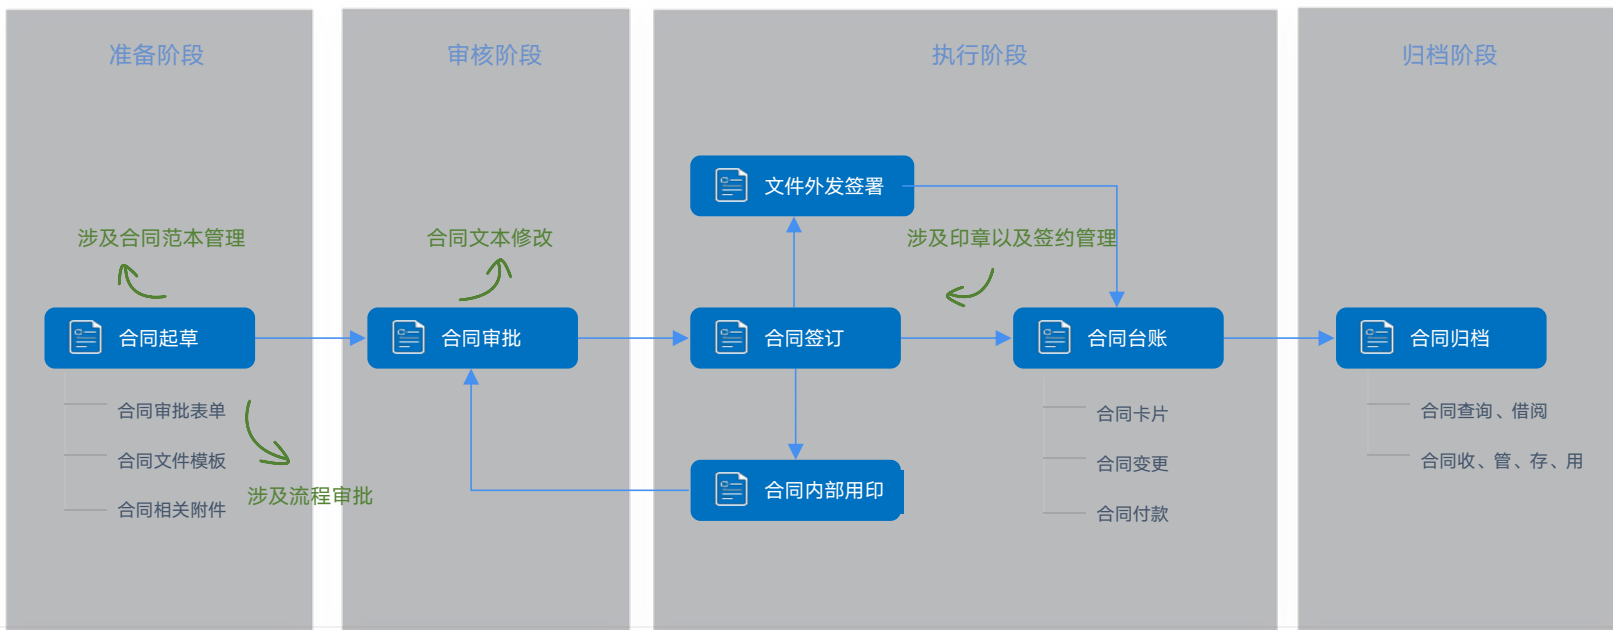 准备阶段
审核阶段
执行阶段
归档阶段
文件外发签署
涉及合同范本管理
合同文本修改
涉及印章以及签约管理
合同起草
合同审批
合同签订
合同台账
合同归档
合同审批表单
合同文件模板
合同相关附件
涉及流程审批
合同内部用印
合同卡片
合同变更
合同付款
合同查询、借阅
合同收、管、存、用